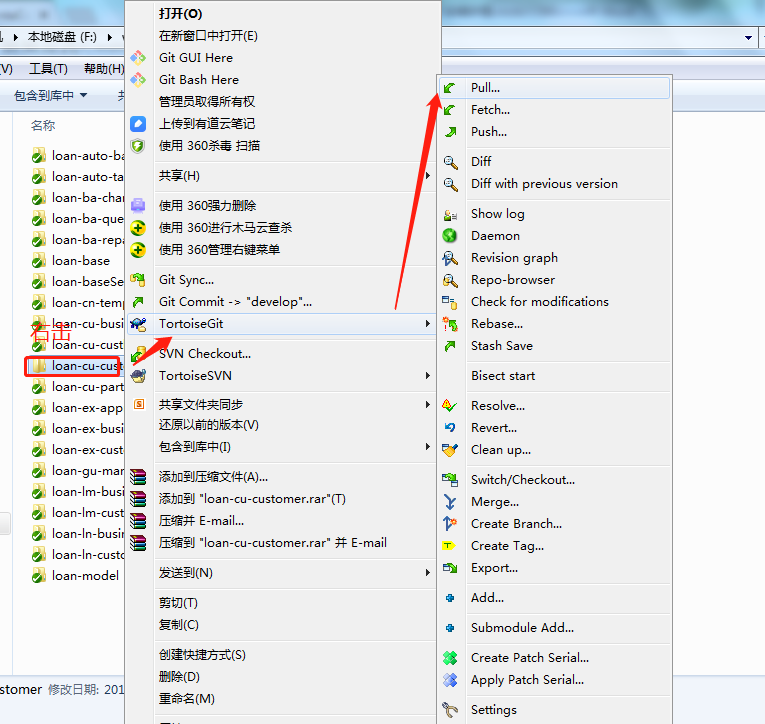 本地磁盘 (F:)
(V) 工具(T) 帮助(H)
包含到库中
名称
loan-auto-ba
loan-auto-ta
loan-ba-char
loan-ba-que
loan-ba-repa
loan-base
loan-baseSe
loan-cn-temp
loan-cu-busi
右击
loan-cu-cust
loan-cu-cust
loan-cu-part
loan-ex-app
loan-ex-busi
loan-ex-custo
loan-gu-mar
loan-lm-busi
loan-lm-cust
loan-ln-busin
loan-ln-custo
loan-model
ustomer 修改日期: 201
打开(O)
在新窗口中打开(E)
Git GUI Here
Git Bash Here
管理员取得所有权
上传到有道云笔记
使用 360杀毒 扫描
共享(H)
使用 360强力删除
使用 360进行木马云查杀
使用 360管理右键菜单
Git Sync...
Git Commit -> "develop"...
TortoiseGit
SVN Checkout...
TortoiseSVN
共享文件夹同步
还原以前的版本(V)
包含到库中(I)
添加到压缩文件(A)...
添加到 "loan-cu-customer.rar"(T)
压缩并 E-mail...
压缩到 "loan-cu-customer.rar" 并 E-mail
发送到(N)
剪切(T)
复制(C)
创建快捷方式(S)
删除(D)
重命名(M)
Pull...
Fetch...
Push...
Diff
Diff with previous version
Show log
Daemon
Revision graph
Repo-browser
Check for modifications
Rebase...
Stash Save
Bisect start
Resolve...
Revert...
Clean up...
Switch/Checkout...
Merge...
Create Branch...
Create Tag...
Export...
Add...
Submodule Add...
Create Patch Serial...
Apply Patch Serial...
Settings